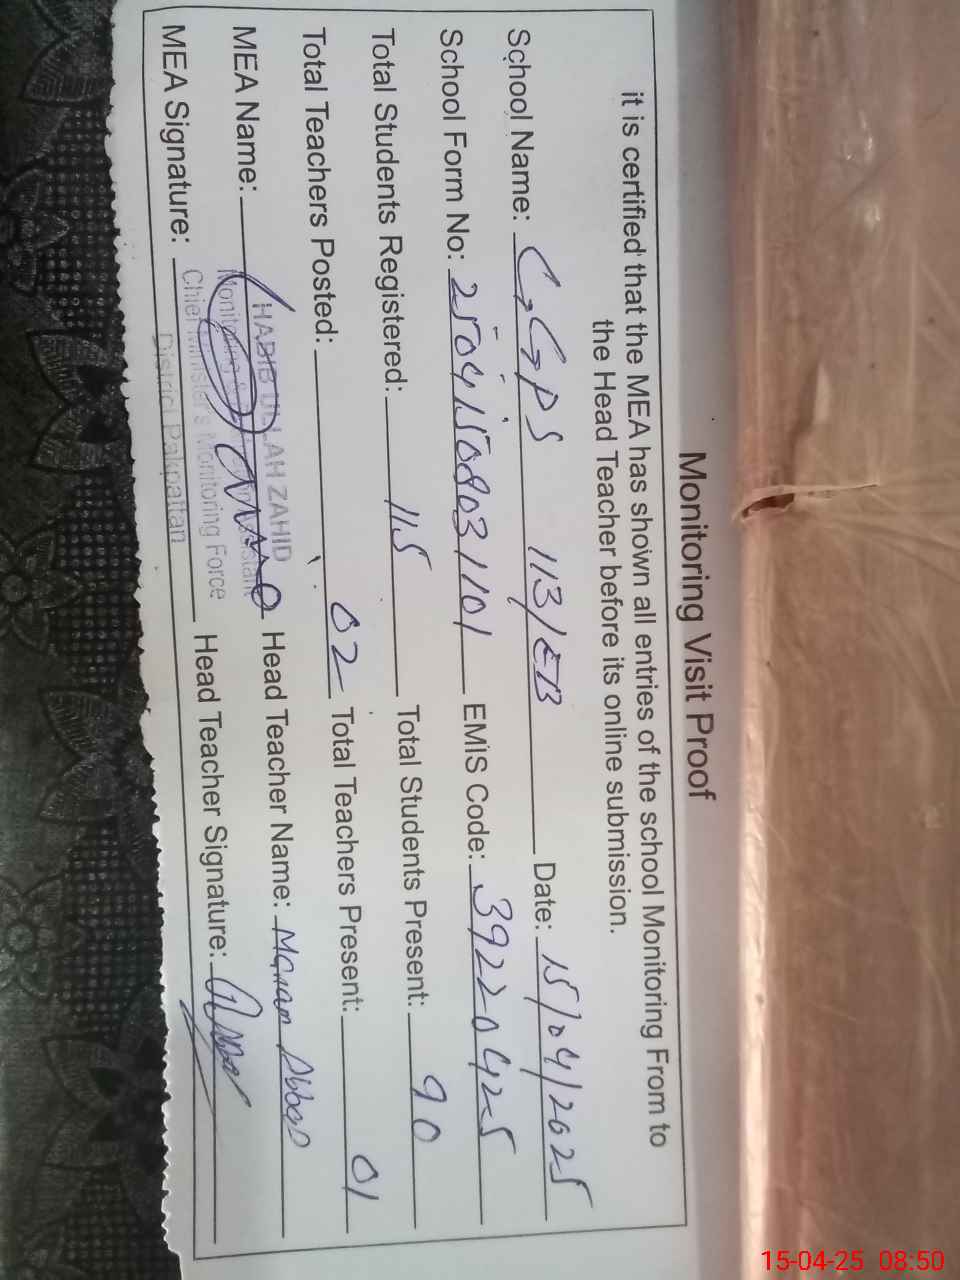 Monitoring Visit Proof
it is certified that the MEA has shown all entries of the school Monitoring From to
the Head Teacher before its online submission.
School Name: GGPS 113/EB Date: 15/04/2025
School Form No: 250415089031101 EMiS Code: 39220425
Total Students Registered: 115 Total Students Present: 90
Total Teachers Posted: 02 Total Teachers Present: 01
MEA Name: HABIB ULLAH ZAHID Head Teacher Name: Abbas
Monitoring
MEA Signature: Chief Minister's Monitoring Force Head Teacher Signature:
District Pakpattan
15-04-25 08:50